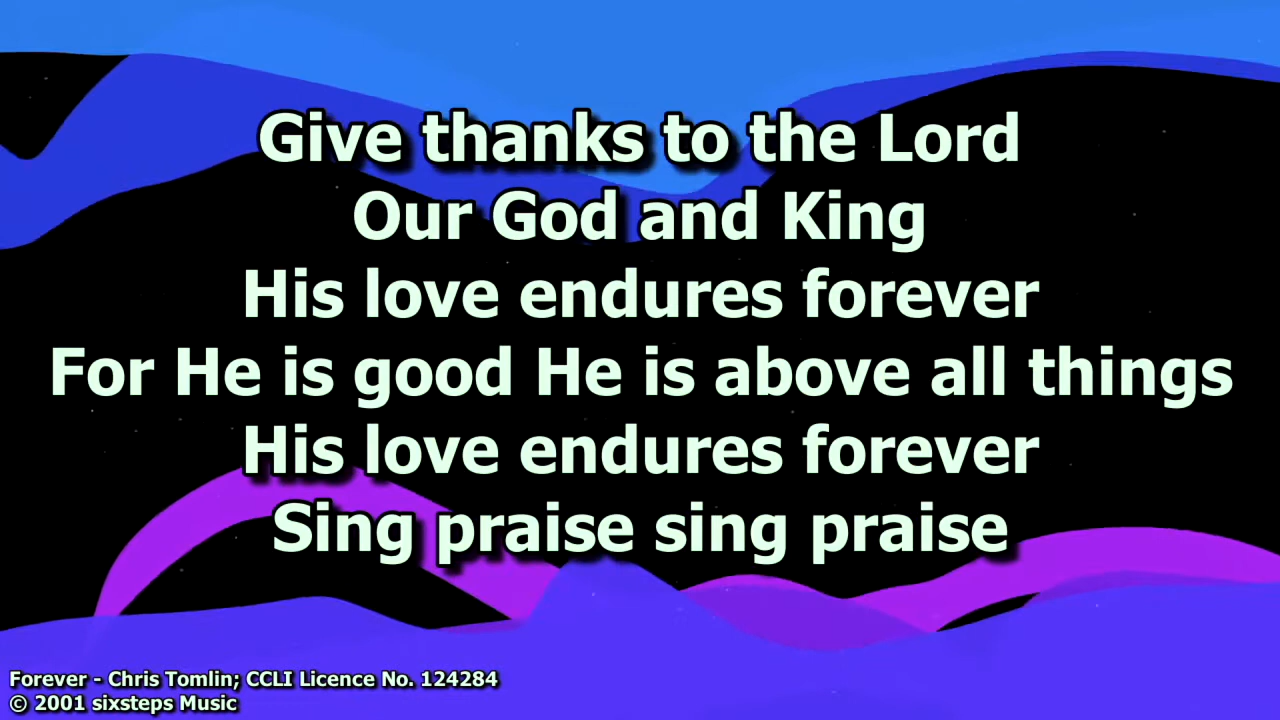 Give thanks to the Lord
Our God and King
His love endures forever
For He is good He is above all things
His love endures forever
Sing praise sing praise
Forever - Chris Tomlin; CCLI Licence No. 124284
© 2001 sixsteps Music